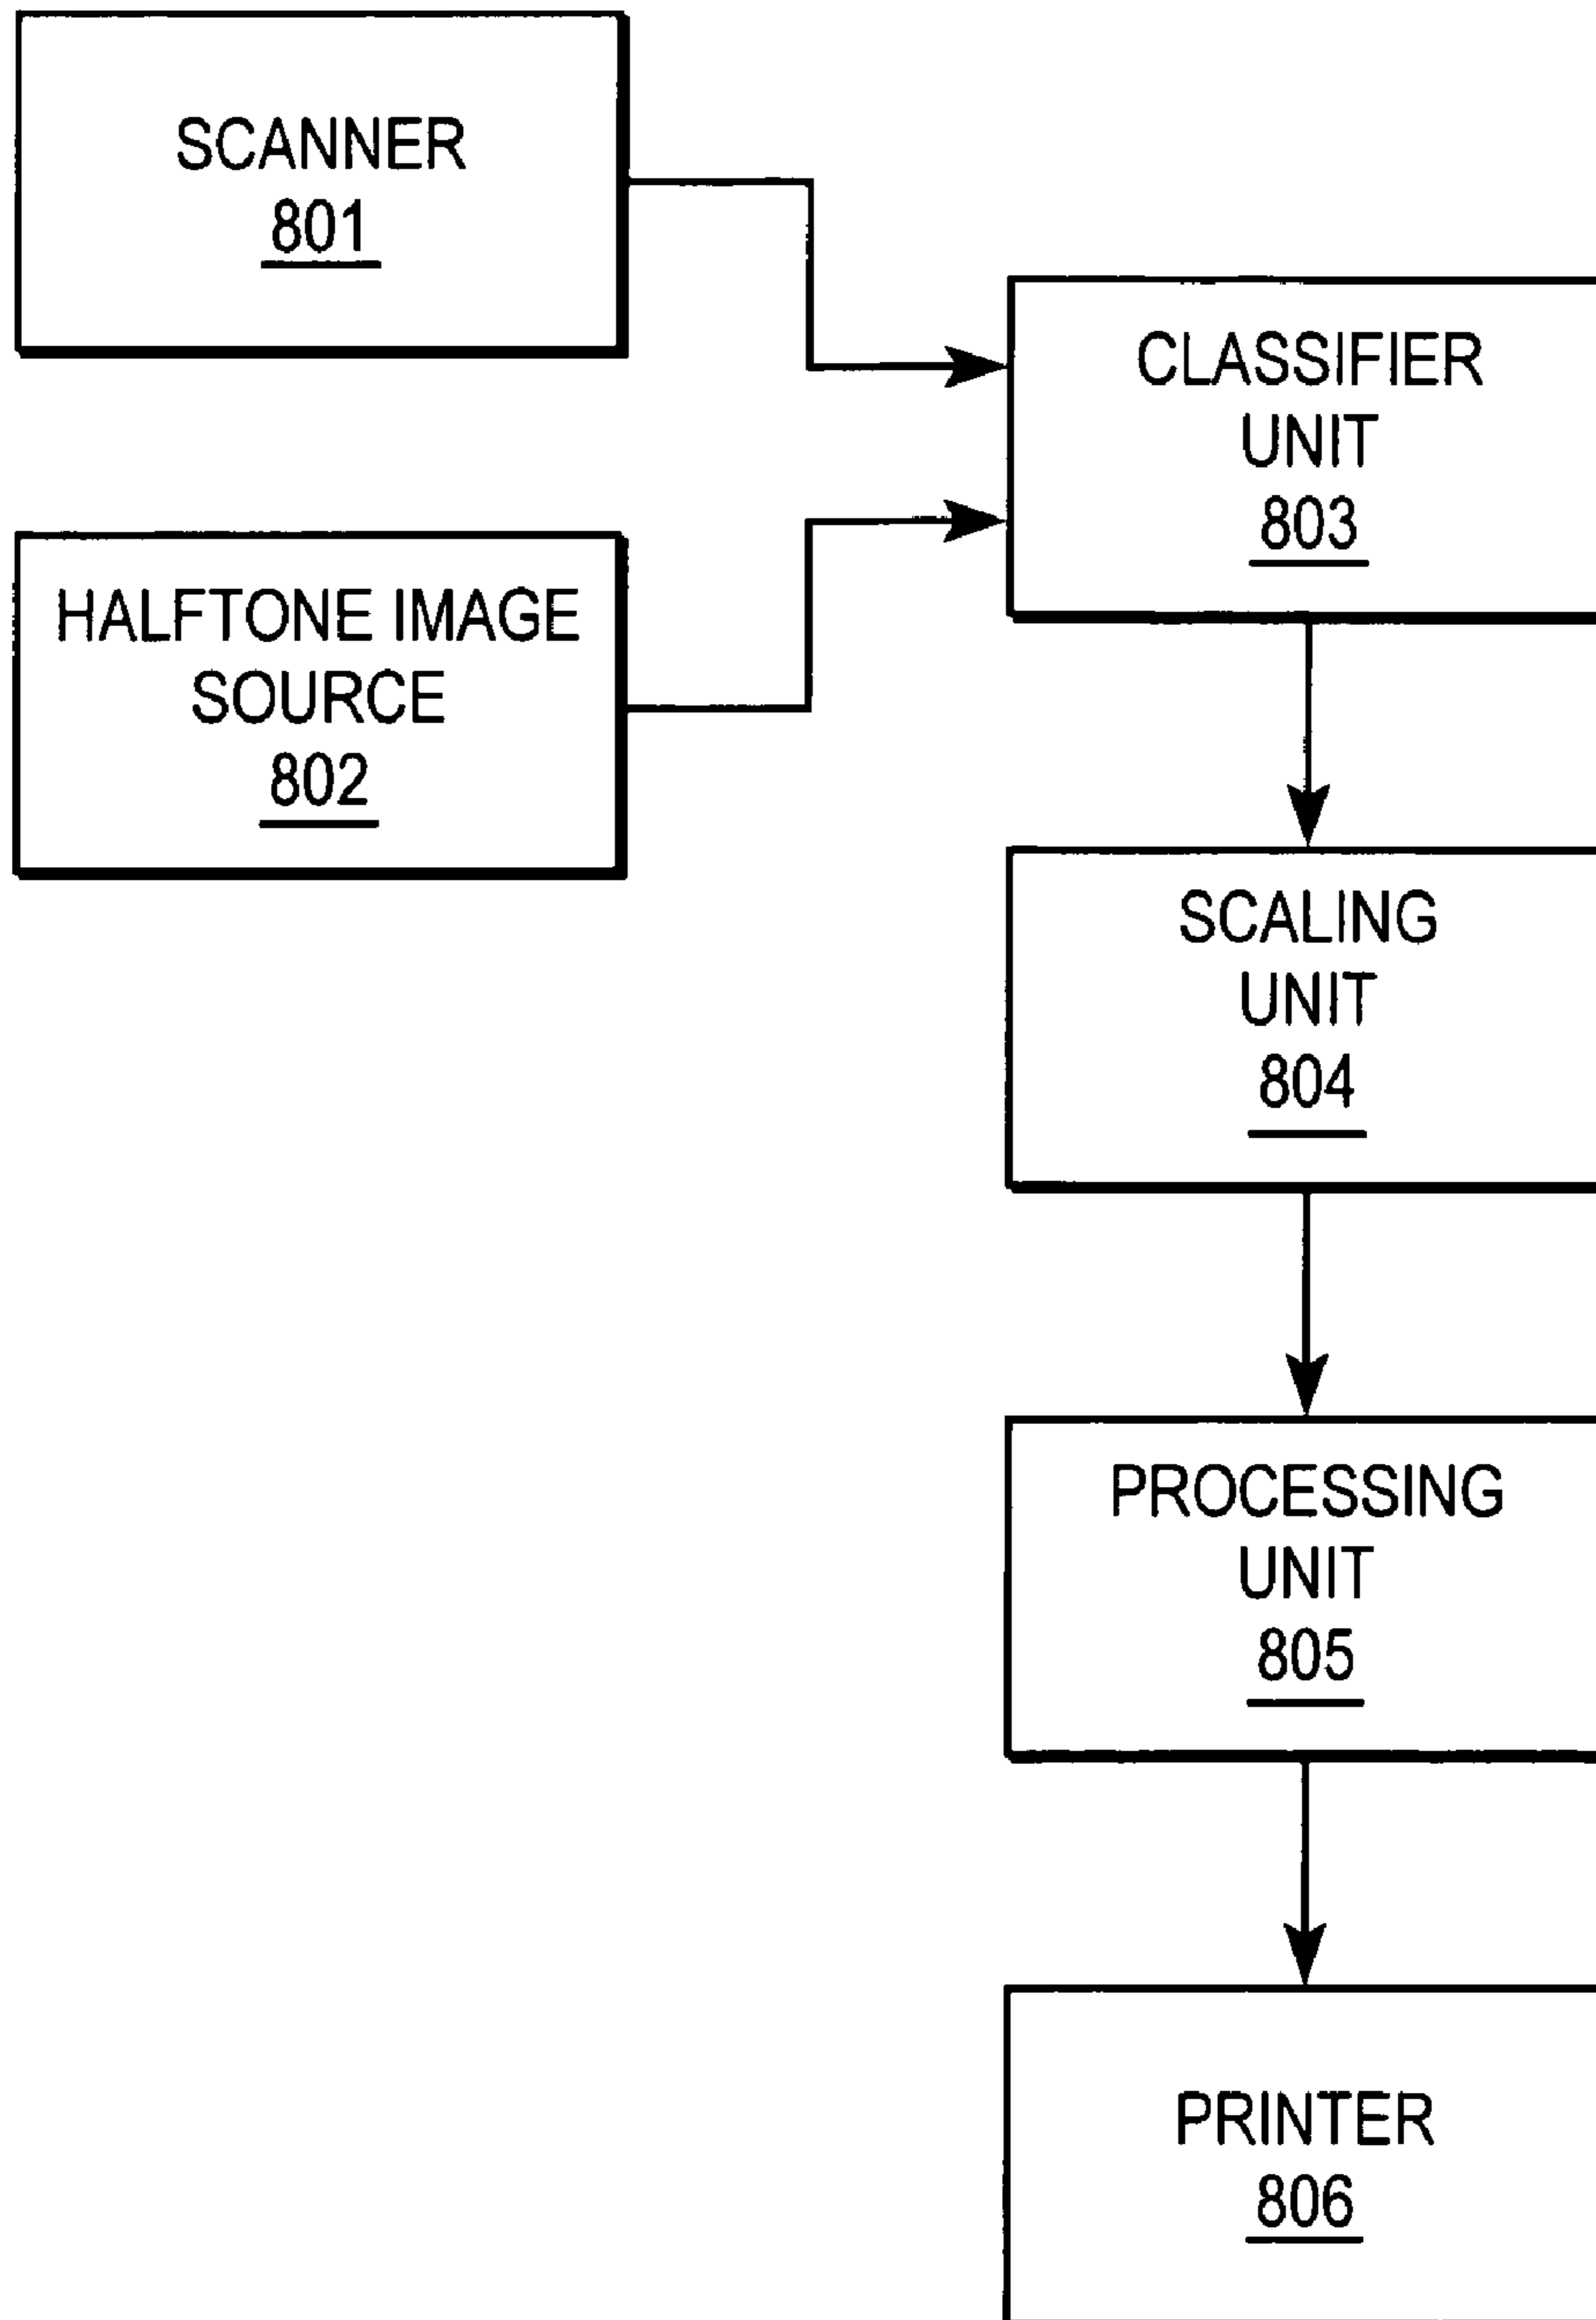 SCANNER
801
HALFTONE IMAGE
SOURCE
802
CLASSIFIER
UNIT
803
SCALING
UNIT
804
PROCESSING
UNIT
805
PRINTER
806